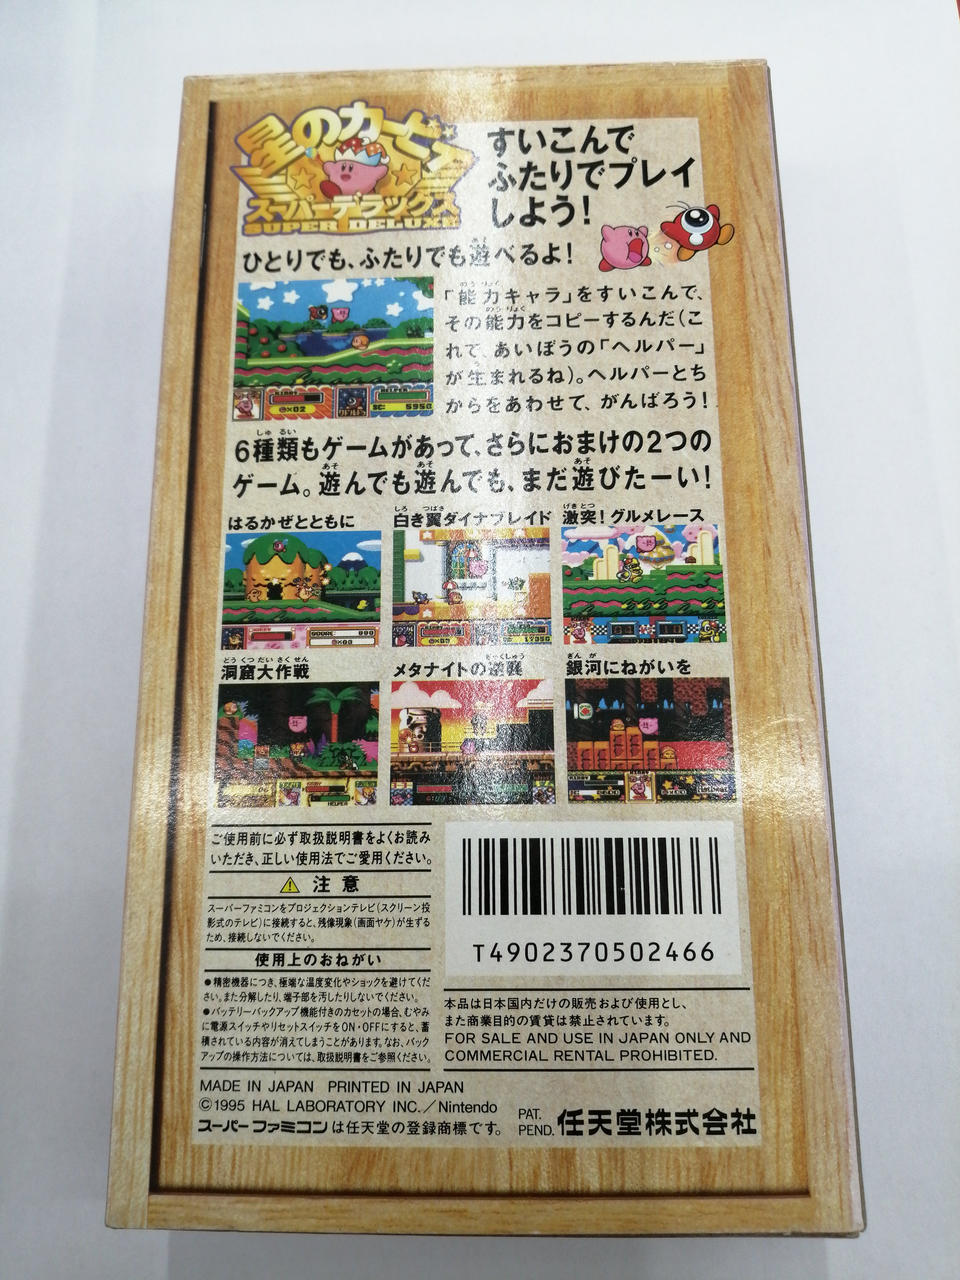 星のカービィ
スーパーデラックス
SUPER DELUXE
すいこんで
ふたりでプレイ
しよう!
ひとりでも、ふたりでも遊べるよ!
「能力キャラ」をすいこんで、
その能力をコピーするんだ(こ
れで、あいぼうの「ヘルパー」
が生まれるね)。ヘルパーとち
からをあわせて、がんばろう!
6種類もゲームがあって、さらにおまけの2つの
ゲーム。遊んでも遊んでも、まだ遊びたーい!
はるかぜとともに
白き翼ダイナブレイド
激突!グルメレース
洞窟大作戦
メタナイトの逆襲
銀河にねがいを
ご使用前に必ず取扱説明書をよくお読み
いただき、正しい使用法でご愛用ください。
注意
スーパーファミコンをプロジェクションテレビ(スクリーン投
影式のテレビ)に接続すると、残像現象(画面ヤケ)が生ずる
ため、接続しないでください。
使用上のおねがい
●精密機器につき、極端な温度変化やショックを避けてくだ
さい。また分解したり、端子部を汚したりしないでください。
●バッテリーバックアップ機能付きのカセットの場合、むやみ
に電源スイッチやリセットスイッチをON・OFFにすると、蓄
積されている内容が消えてしまうことがあります。なお、バック
アップの操作方法については、取扱説明書をご参照ください。
T4902370502466
本品は日本国内だけの販売および使用とし、
また商業目的の賃貸は禁止されています。
FOR SALE AND USE IN JAPAN ONLY AND
COMMERCIAL RENTAL PROHIBITED.
MADE IN JAPAN PRINTED IN JAPAN
©1995 HAL LABORATORY INC./Nintendo
スーパーファミコンは任天堂の登録商標です。
PAT.
PEND.
任天堂株式会社